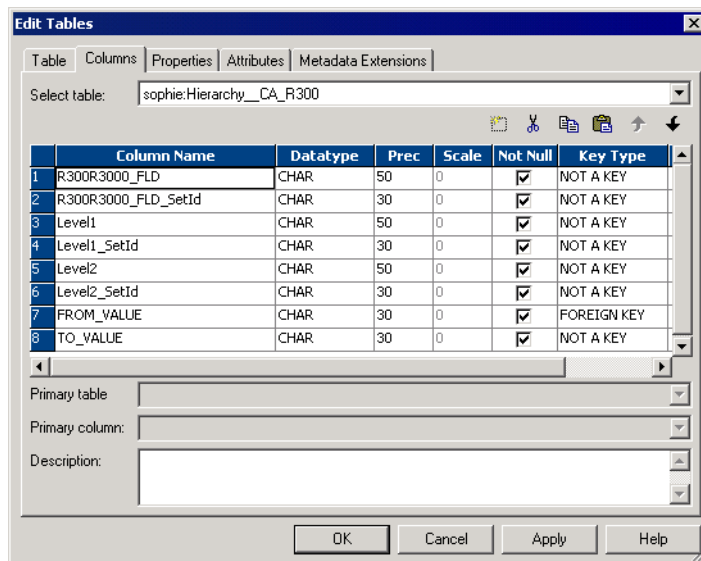 Edit Tables
Table Columns Properties Attributes Metadata Extensions
Select table: sophie:Hierarchy__CA_R300
Column Name Datatype Prec Scale Not Null Key Type
1 R300R3000_FLD CHAR 50 0 NOT A KEY
2 R300R3000_FLD_SetId CHAR 30 0 NOT A KEY
3 Level1 CHAR 50 0 NOT A KEY
4 Level1_SetId CHAR 30 0 NOT A KEY
5 Level2 CHAR 50 0 NOT A KEY
6 Level2_SetId CHAR 30 0 NOT A KEY
7 FROM_VALUE CHAR 30 0 FOREIGN KEY
8 TO_VALUE CHAR 30 0 NOT A KEY
Primary table
Primary column:
Description:
OK Cancel Apply Help